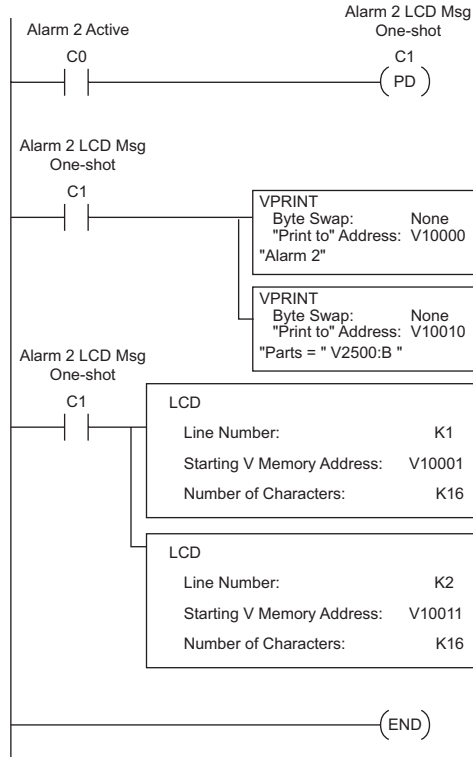 Alarm 2 Active
Alarm 2 LCD Msg
One-shot
C0
C1
PD
Alarm 2 LCD Msg
One-shot
C1
VPRINT
Byte Swap: None
"Print to" Address: V10000
"Alarm 2"
VPRINT
Byte Swap: None
"Print to" Address: V10010
"Parts = " V2500:B "
Alarm 2 LCD Msg
One-shot
C1
LCD
Line Number: K1
Starting V Memory Address: V10001
Number of Characters: K16
LCD
Line Number: K2
Starting V Memory Address: V10011
Number of Characters: K16
END